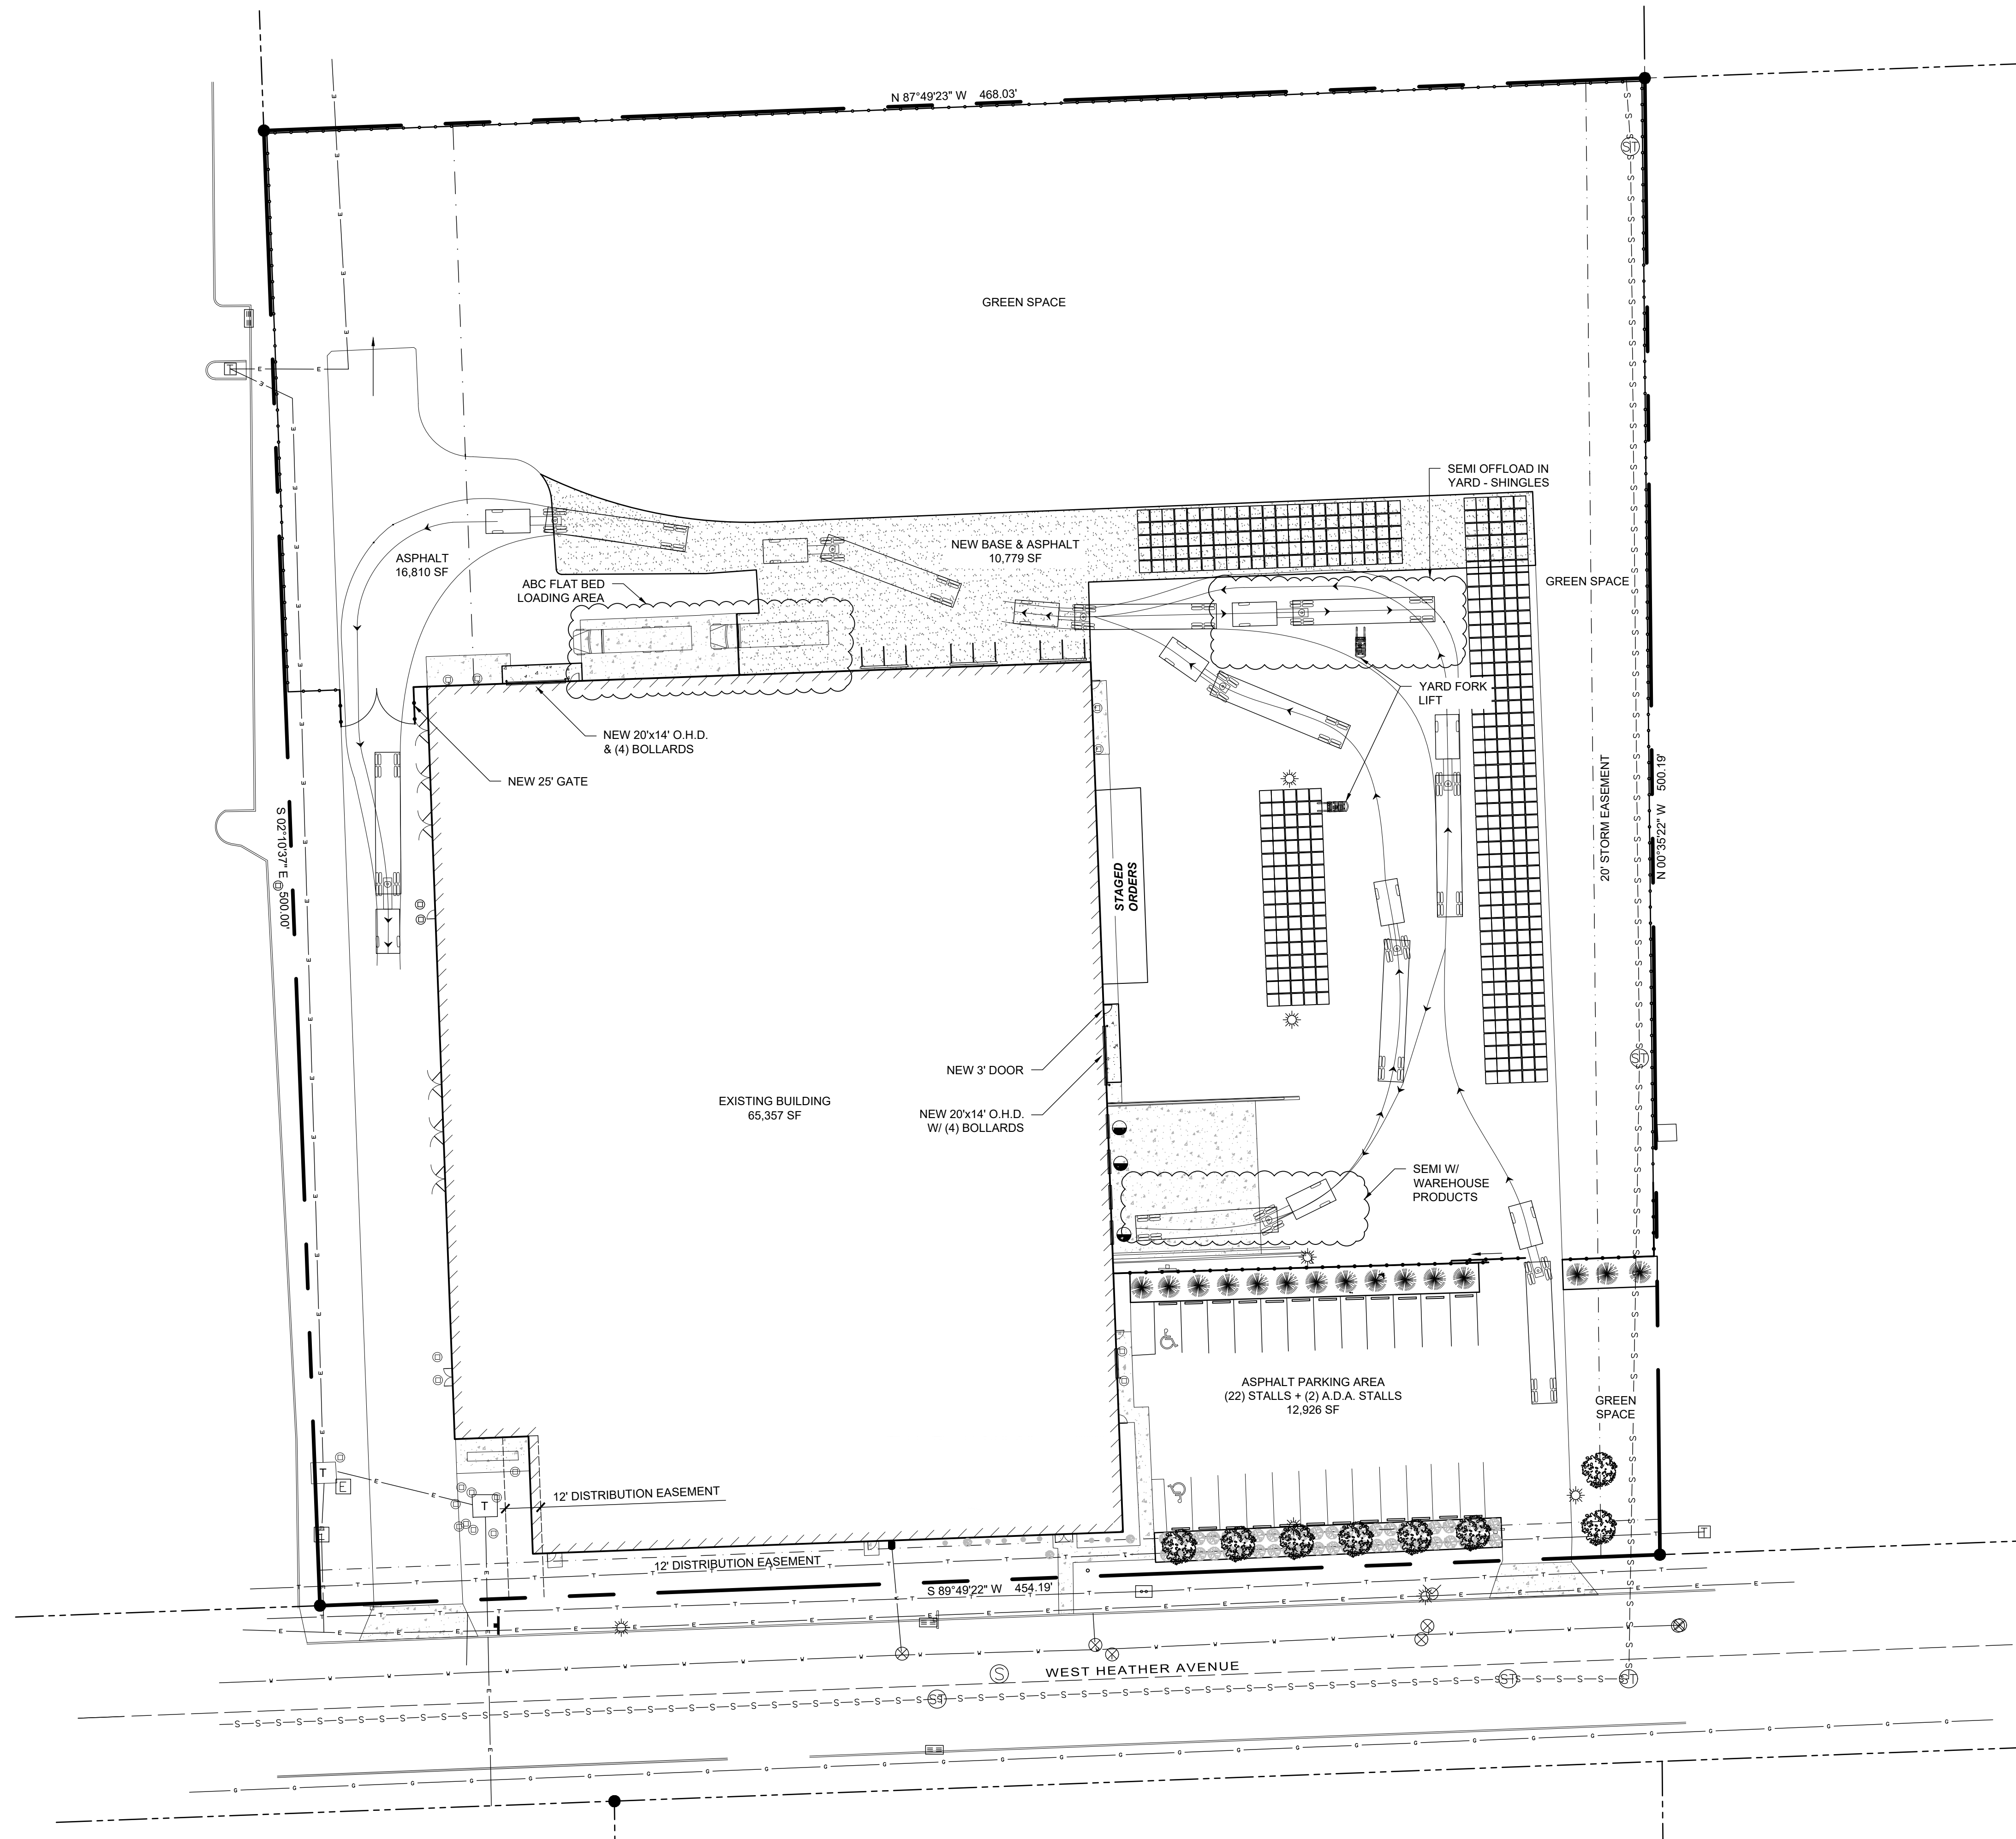 N 87°49'23" W 468.03'
GREEN SPACE
SEMI OFFLOAD IN
YARD - SHINGLES
ASPHALT
16,810 SF
NEW BASE & ASPHALT
10,779 SF
ABC FLAT BED
LOADING AREA
GREEN SPACE
YARD FORK
LIFT
NEW 20'x14' O.H.D.
& (4) BOLLARDS
NEW 25' GATE
S 02°10'37" E 500.00'
20' STORM EASEMENT
N 00°35'22" W 500.19'
STAGED
ORDERS
NEW 3' DOOR
EXISTING BUILDING
65,357 SF
NEW 20'x14' O.H.D.
W/ (4) BOLLARDS
SEMI W/
WAREHOUSE
PRODUCTS
ASPHALT PARKING AREA
(22) STALLS + (2) A.D.A. STALLS
12,926 SF
GREEN
SPACE
12' DISTRIBUTION EASEMENT
12' DISTRIBUTION EASEMENT
S 89°49'22" W 454.19'
WEST HEATHER AVENUE